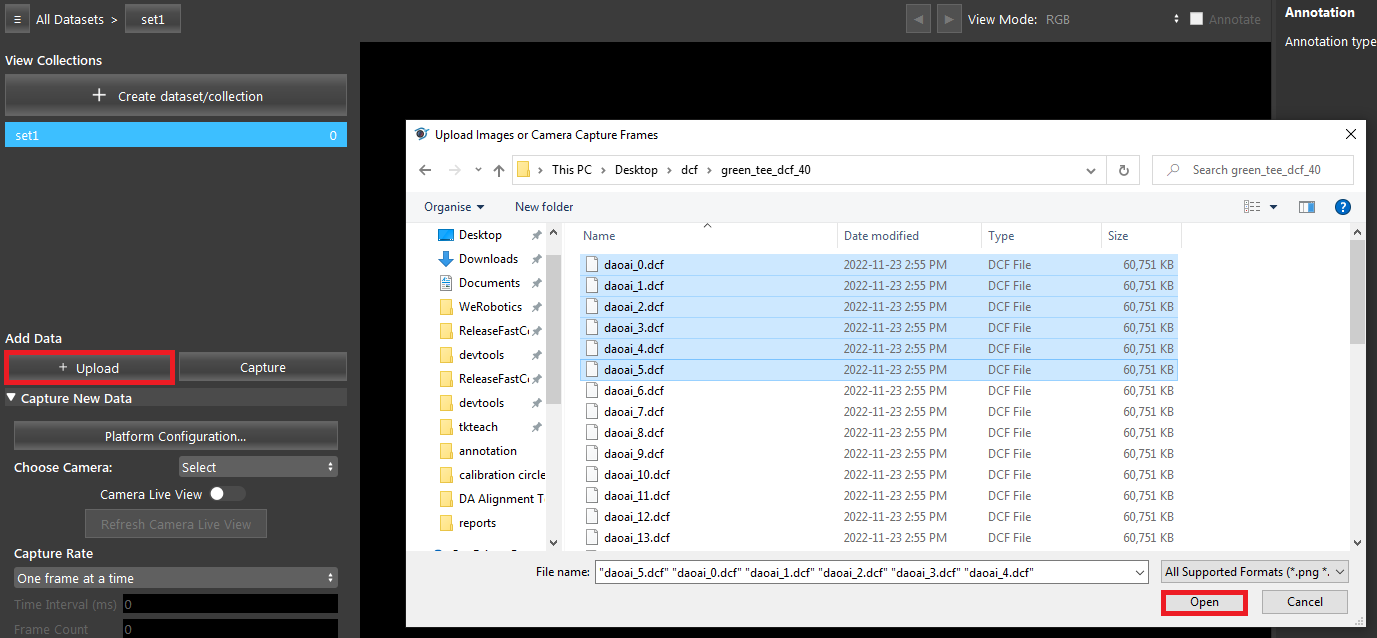 All Datasets > set1
View Mode: RGB
Annotate
Annotation
Annotation type
View Collections
+ Create dataset/collection
set1 0
Add Data
+ Upload
Capture
Capture New Data
Platform Configuration...
Choose Camera: Select
Camera Live View
Refresh Camera Live View
Capture Rate
One frame at a time
Time Interval (ms) 0
Frame Count 0
Upload Images or Camera Capture Frames
This PC > Desktop > dcf > green_tee_dcf_40
Search green_tee_dcf_40
Organise New folder
Desktop
Downloads
Documents
WeRobotics
ReleaseFastCo
devtools
ReleaseFastCo
devtools
tkteach
annotation
calibration circle
DA Alignment T
reports
Name Date modified Type Size
daoai_0.dcf 2022-11-23 2:55 PM DCF File 60,751 KB
daoai_1.dcf 2022-11-23 2:55 PM DCF File 60,751 KB
daoai_2.dcf 2022-11-23 2:55 PM DCF File 60,751 KB
daoai_3.dcf 2022-11-23 2:55 PM DCF File 60,751 KB
daoai_4.dcf 2022-11-23 2:55 PM DCF File 60,751 KB
daoai_5.dcf 2022-11-23 2:55 PM DCF File 60,751 KB
daoai_6.dcf 2022-11-23 2:55 PM DCF File 60,751 KB
daoai_7.dcf 2022-11-23 2:55 PM DCF File 60,751 KB
daoai_8.dcf 2022-11-23 2:55 PM DCF File 60,751 KB
daoai_9.dcf 2022-11-23 2:55 PM DCF File 60,751 KB
daoai_10.dcf 2022-11-23 2:55 PM DCF File 60,751 KB
daoai_11.dcf 2022-11-23 2:55 PM DCF File 60,751 KB
daoai_12.dcf 2022-11-23 2:55 PM DCF File 60,751 KB
daoai_13.dcf 2022-11-23 2:55 PM DCF File 60,751 KB
File name: "daoai_5.dcf" "daoai_0.dcf" "daoai_1.dcf" "daoai_2.dcf" "daoai_3.dcf" "daoai_4.dcf"
All Supported Formats (*.png *.
Open
Cancel